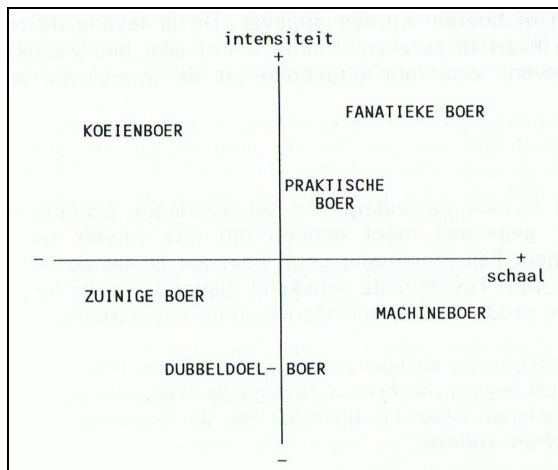 intensiteit
+
FANATIEKE BOER
KOEIENBOER
PRAKTISCHE
BOER
- +
schaal
ZUINIGE BOER
MACHINEBOER
DUBBELDOEL- BOER
-